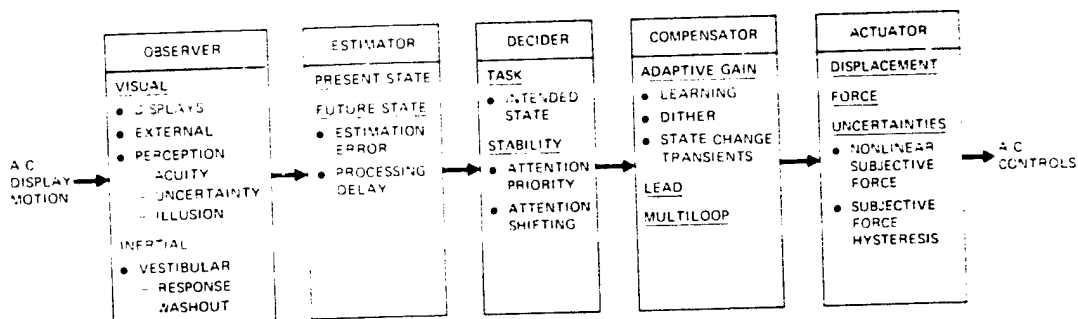 A/C
DISPLAY
MOTION
OBSERVER
VISUAL
• DISPLAYS
• EXTERNAL
• PERCEPTION
– ACUITY
– UNCERTAINTY
– ILLUSION
INERTIAL
• VESTIBULAR
– RESPONSE
WASHOUT
ESTIMATOR
PRESENT STATE
FUTURE STATE
• ESTIMATION
ERROR
• PROCESSING
DELAY
DECIDER
TASK
• INTENDED
STATE
STABILITY
• ATTENTION
PRIORITY
• ATTENTION
SHIFTING
COMPENSATOR
ADAPTIVE GAIN
• LEARNING
• DITHER
• STATE CHANGE
TRANSIENTS
LEAD
MULTILOOP
ACTUATOR
DISPLACEMENT
FORCE
UNCERTAINTIES
• NONLINEAR
SUBJECTIVE
FORCE
• SUBJECTIVE
FORCE
HYSTERESIS
A/C
CONTROLS